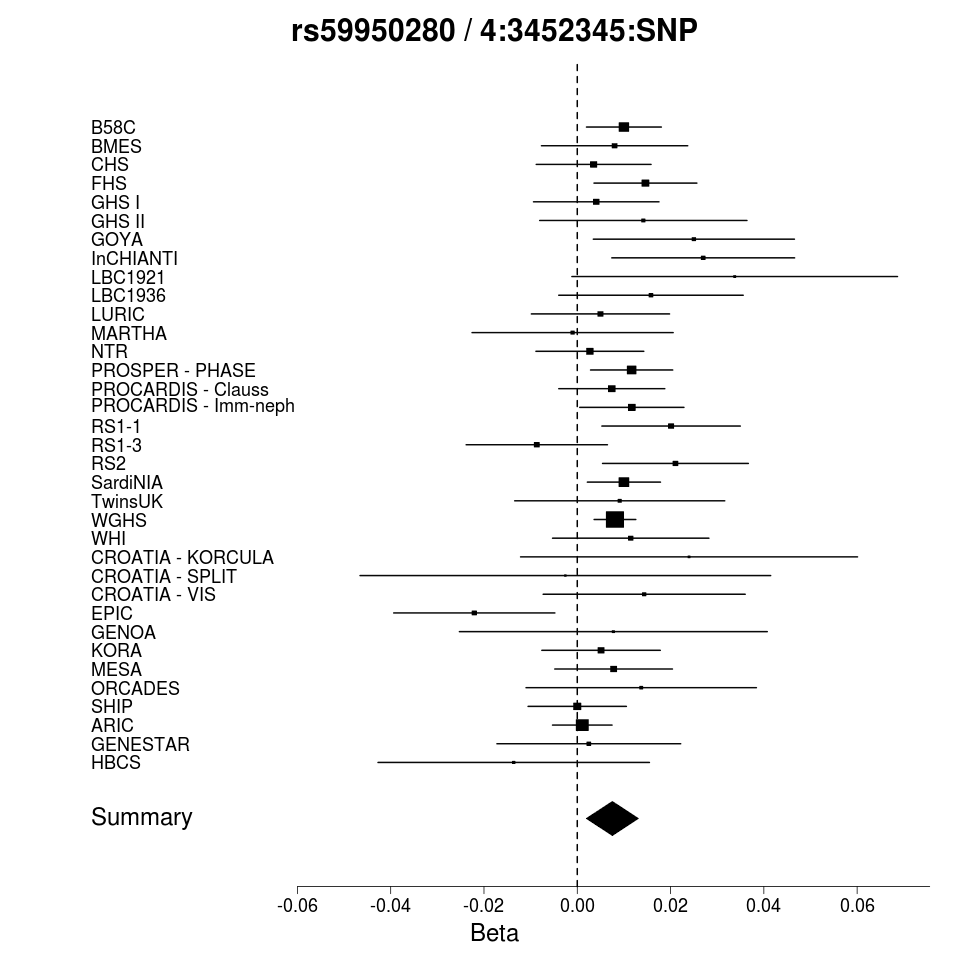 rs59950280 / 4:3452345:SNP
B58C
BMES
CHS
FHS
GHS I
GHS II
GOYA
InCHIANTI
LBC1921
LBC1936
LURIC
MARTHA
NTR
PROSPER - PHASE
PROCARDIS - Clauss
PROCARDIS - Imm-neph
RS1-1
RS1-3
RS2
SardiNIA
TwinsUK
WGHS
WHI
CROATIA - KORCULA
CROATIA - SPLIT
CROATIA - VIS
EPIC
GENOA
KORA
MESA
ORCADES
SHIP
ARIC
GENESTAR
HBCS
Summary
-0.06 -0.04 -0.02 0.00 0.02 0.04 0.06
Beta